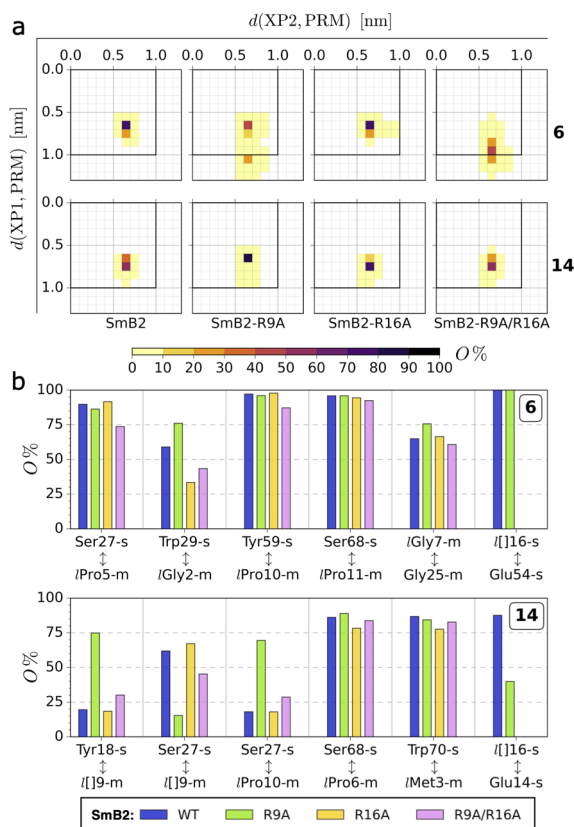 a
d(XP2, PRM) [nm]
0.0 0.5 1.0 0.0 0.5 1.0 0.0 0.5 1.0 0.0 0.5 1.0
d(XP1, PRM) [nm]
0.0
0.5
1.0
6
0.0
0.5
1.0
14
SmB2 SmB2-R9A SmB2-R16A SmB2-R9A/R16A
0 10 20 30 40 50 60 70 80 90 100
O%
b
O%
100
75
50
25
0
6
Ser27-s Trp29-s Tyr59-s Ser68-s lGly7-m l[]16-s
↕ ↕ ↕ ↕ ↕ ↕
lPro5-m lGly2-m lPro10-m lPro11-m Gly25-m Glu54-s
O%
100
75
50
25
0
14
Tyr18-s Ser27-s Ser27-s Ser68-s Trp70-s l[]16-s
↕ ↕ ↕ ↕ ↕ ↕
l[]9-m l[]9-m lPro10-m lPro6-m lMet3-m Glu14-s
SmB2: WT R9A R16A R9A/R16A